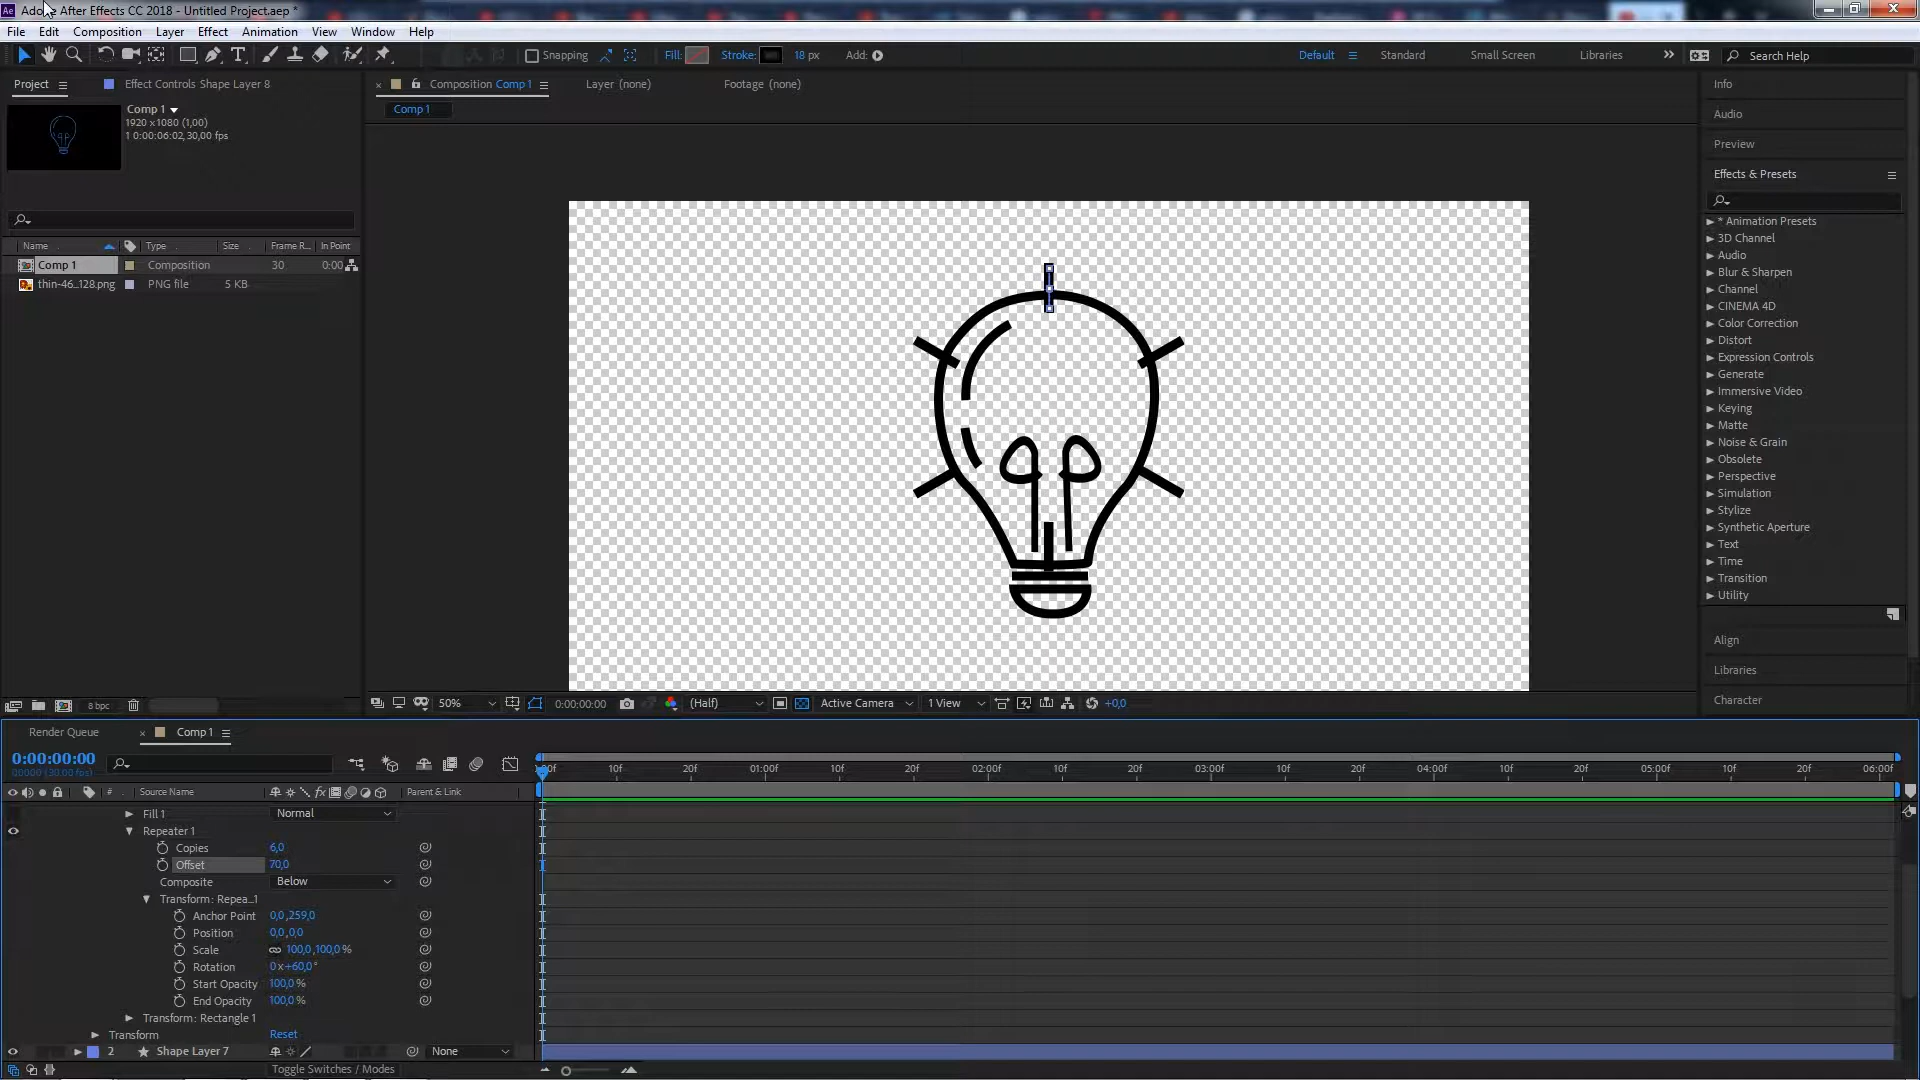 Adobe After Effects CC 2018 - Untitled Project.aep *
File Edit Composition Layer Effect Animation View Window Help
Snapping Fill: Stroke: 18 px Add: Default Standard Small Screen Libraries Search Help
Project Effect Controls Shape Layer 8 Composition Comp 1 Layer (none) Footage (none) Info
Comp 1
1920 x1080 (1,00)
1 0:00:06:02, 30,00 fps
Comp 1
Audio
Preview
Effects & Presets
Name Type Size Frame R... In Point
Comp 1 Composition 30 0:00
thin-46...128.png PNG file 5 KB
* Animation Presets
3D Channel
Audio
Blur & Sharpen
Channel
CINEMA 4D
Color Correction
Distort
Expression Controls
Generate
Immersive Video
Keying
Matte
Noise & Grain
Obsolete
Perspective
Simulation
Stylize
Synthetic Aperture
Text
Time
Transition
Utility
Align
Libraries
Character
8 bpc 50% 0:00:00:00 (Half) Active Camera 1 View +0,0
Render Queue Comp 1
0:00:00:00
00000 (30.00 fps)
10f 20f 01:00f 10f 20f 02:00f 10f 20f 03:00f 10f 20f 04:00f 10f 20f 05:00f 10f 20f 06:00f
# Source Name Parent & Link
Fill 1 Normal
Repeater 1
Copies 6,0
Offset 70,0
Composite Below
Transform: Repea...1
Anchor Point 0,0,259,0
Position 0,0,0,0
Scale 100,0,100,0 %
Rotation 0x+60,0°
Start Opacity 100,0 %
End Opacity 100,0 %
Transform: Rectangle 1
Transform Reset
2 Shape Layer 7 None
Toggle Switches / Modes